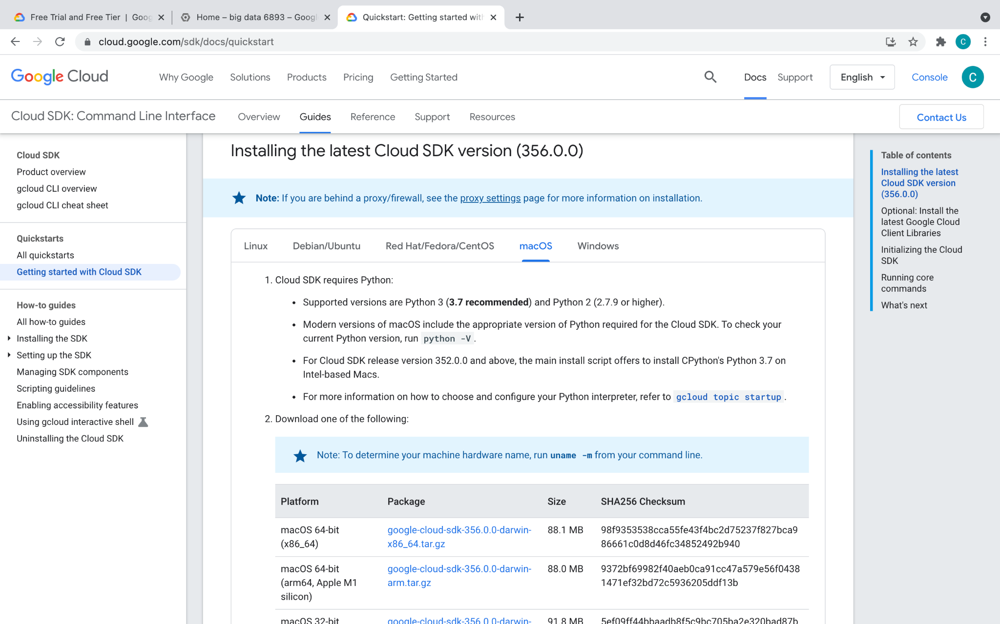 Free Trial and Free Tier | Goog
Home – big data 6893 – Googl
Quickstart: Getting started with
cloud.google.com/sdk/docs/quickstart
C
Google Cloud
Why Google
Solutions
Products
Pricing
Getting Started
Docs
Support
English
Console
C
Cloud SDK: Command Line Interface
Overview
Guides
Reference
Support
Resources
Contact Us
Cloud SDK
Product overview
gcloud CLI overview
gcloud CLI cheat sheet
Quickstarts
All quickstarts
Getting started with Cloud SDK
How-to guides
All how-to guides
Installing the SDK
Setting up the SDK
Managing SDK components
Scripting guidelines
Enabling accessibility features
Using gcloud interactive shell
Uninstalling the Cloud SDK
Installing the latest Cloud SDK version (356.0.0)
Note: If you are behind a proxy/firewall, see the proxy settings page for more information on installation.
Linux
Debian/Ubuntu
Red Hat/Fedora/CentOS
macOS
Windows
1. Cloud SDK requires Python:
• Supported versions are Python 3 (3.7 recommended) and Python 2 (2.7.9 or higher).
• Modern versions of macOS include the appropriate version of Python required for the Cloud SDK. To check your
current Python version, run python -V.
• For Cloud SDK release version 352.0.0 and above, the main install script offers to install CPython's Python 3.7 on
Intel-based Macs.
• For more information on how to choose and configure your Python interpreter, refer to gcloud topic startup.
2. Download one of the following:
Note: To determine your machine hardware name, run uname -m from your command line.
Platform
Package
Size
SHA256 Checksum
macOS 64-bit
(x86_64)
google-cloud-sdk-356.0.0-darwin-
x86_64.tar.gz
88.1 MB
98f9353538cca55fe43f4bc2d75237f827bca9
86661c0d8d46fc34852492b940
macOS 64-bit
(arm64, Apple M1
silicon)
google-cloud-sdk-356.0.0-darwin-
arm.tar.gz
88.0 MB
9372bf69982f40aeb0ca91cc47a579e56f0438
1471ef32bd72c5936205ddf13b
macOS 32-bit
google-cloud-sdk-356.0.0-darwin-
91.8 MB
5ef09ff44bbaadb8f5c9bc705ba2e320bad87b
Table of contents
Installing the latest
Cloud SDK version
(356.0.0)
Optional: Install the
latest Google Cloud
Client Libraries
Initializing the Cloud
SDK
Running core
commands
What's next